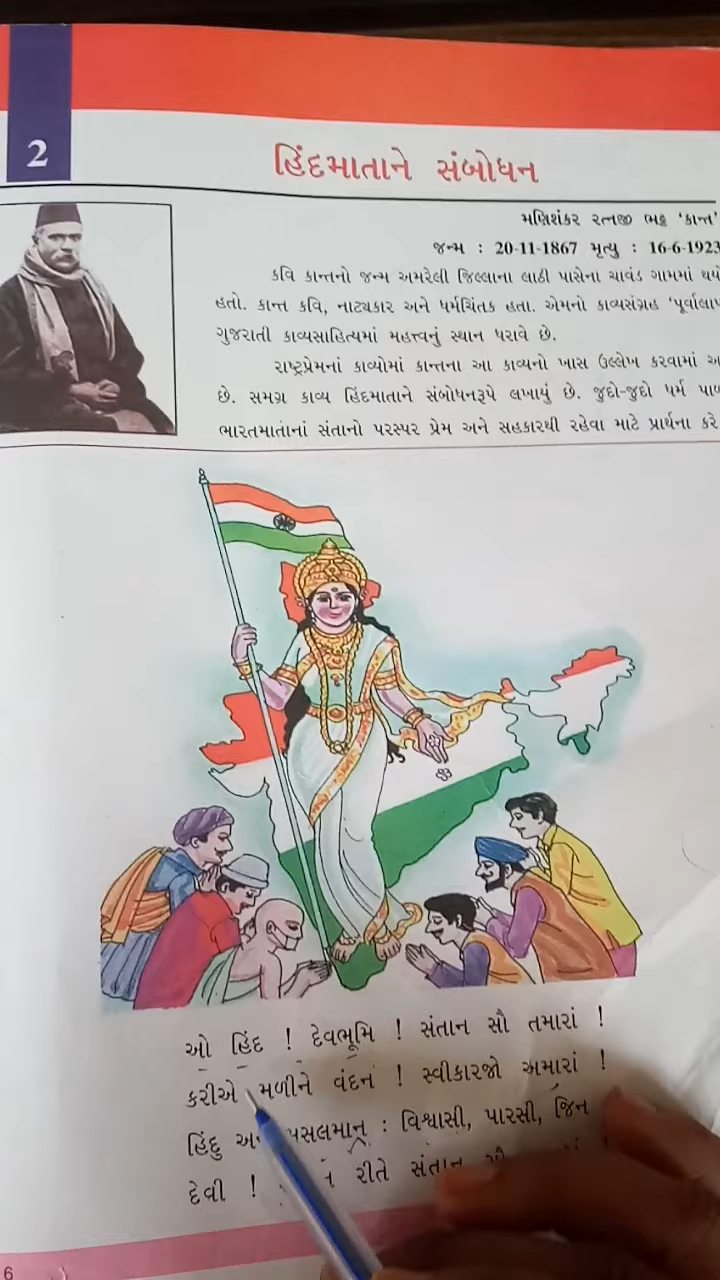 2
હિંદમાતાને સંબોધન
મણિશંકર રત્નજી ભટ્ટ ‘કાન્ત’
જન્મ : 20-11-1867 મૃત્યુ : 16-6-1923
કવિ કાન્તનો જન્મ અમરેલી જિલ્લાના લાઠી પાસેના ચાવંડ ગામમાં
હતો. કાન્ત કવિ, નાટ્યકાર અને ધર્મચિંતક હતા. એમનો કાવ્યસંગ્રહ
ગુજરાતી કાવ્યસાહિત્યમાં મહત્ત્વનું સ્થાન ધરાવે છે.
રાષ્ટ્રપ્રેમનાં કાવ્યોમાં કાન્તના આ કાવ્યનો ખાસ ઉલ્લેખ કરવામાં
છે. સમગ્ર કાવ્ય હિંદમાતાને સંબોધનરૂપે લખાયું છે. જુદો-જુદો ધર્મ
ભારતમાતાનાં સંતાનો પરસ્પર પ્રેમ અને સહકારથી રહેવા માટે પ્રાર્થના કરે
ઓ હિંદ ! દેવભૂમિ ! સંતાન સૌ તમારાં !
કરીએ મળીને વંદન ! સ્વીકારજો અમારાં !
હિંદુ : વિશ્વાસી, પારસી, જિન
દેવી ! રીતે સંતાન
6